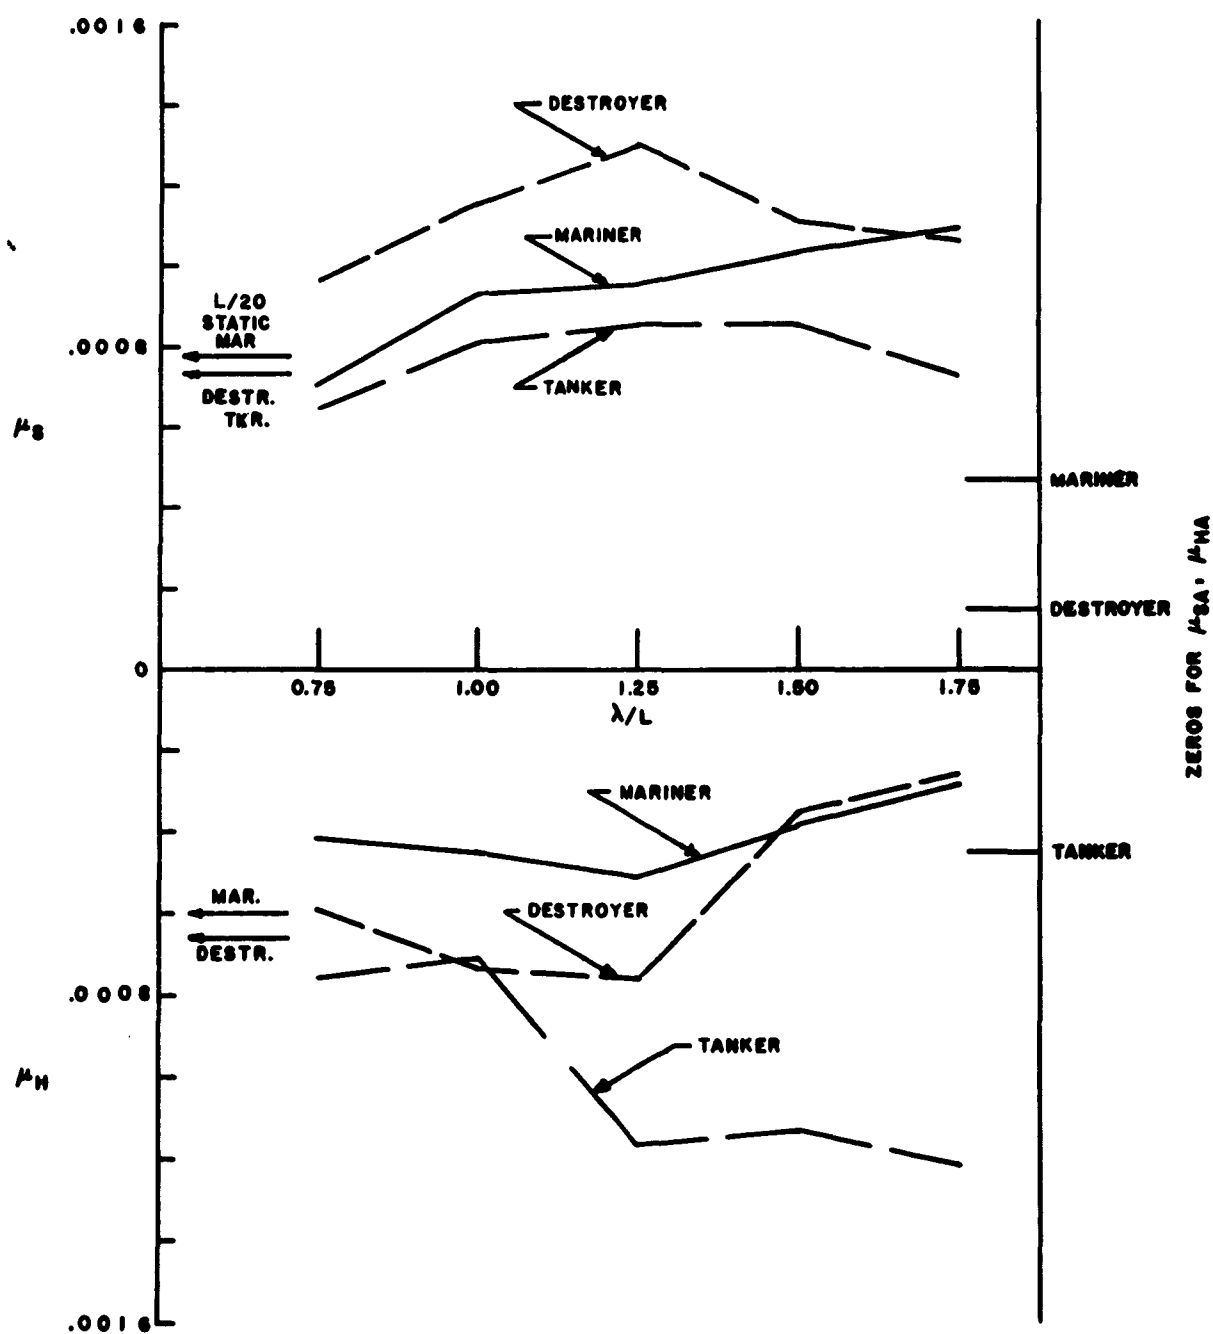 .0016
DESTROYER
MARINER
L/20
STATIC
MAR
.0008
DESTR.
TKR.
TANKER
μS
MARINER
DESTROYER
ZEROS FOR μSA, μHA
0
0.75 1.00 1.25 1.50 1.75
λ/L
MARINER
TANKER
MAR.
DESTROYER
DESTR.
.0008
TANKER
μH
.0016